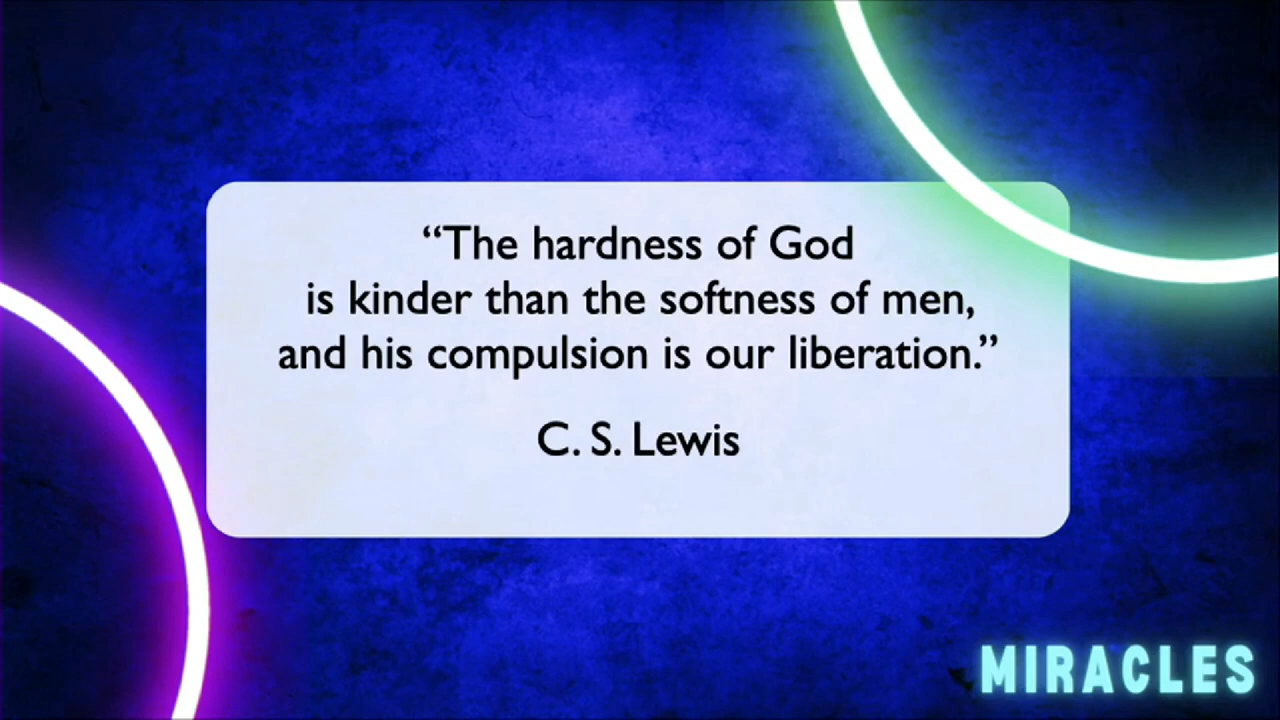 “The hardness of God
is kinder than the softness of men,
and his compulsion is our liberation.”
C. S. Lewis
MIRACLES